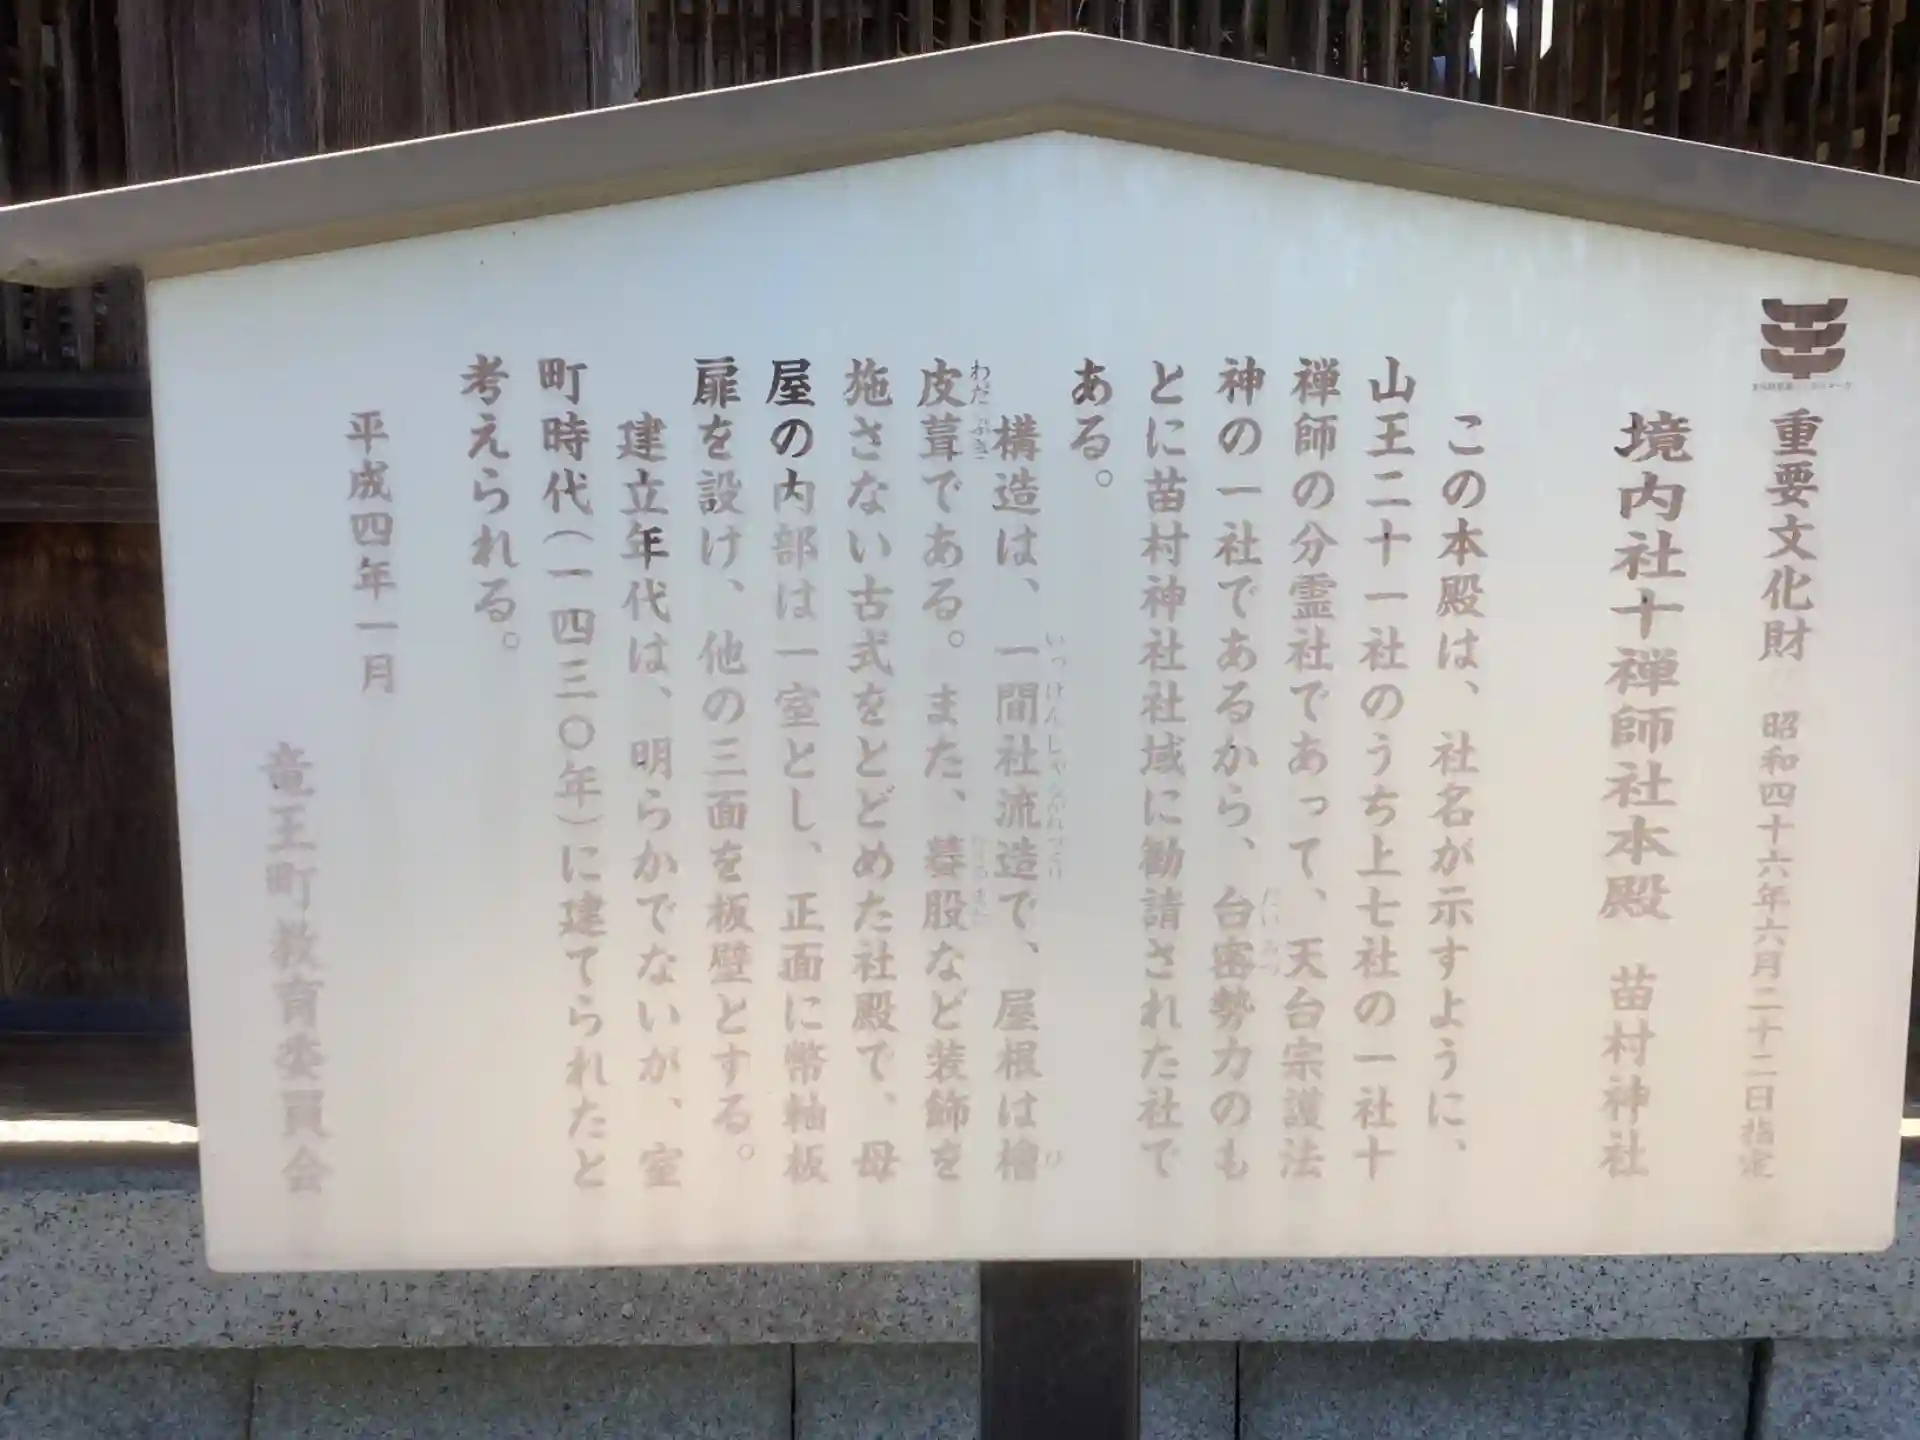 重要文化財 昭和四十六年六月二十二日指定
境内社十禅師社本殿 苗村神社
この本殿は、社名が示すように、
山王二十一社のうち上七社の一社十
禅師の分霊社であって、天台宗護法
神の一社であるから、台密勢力のも
とに苗村神社社域に勧請された社で
ある。
構造は、一間社流造で、屋根は檜
皮葺である。また、蟇股など装飾を
施さない古式をとどめた社殿で、母
屋の内部は一室とし、正面に幣軸板
扉を設け、他の三面を板壁とする。
建立年代は、明らかでないが、室
町時代(一四三〇年)に建てられたと
考えられる。
平成四年一月
竜王町教育委員会